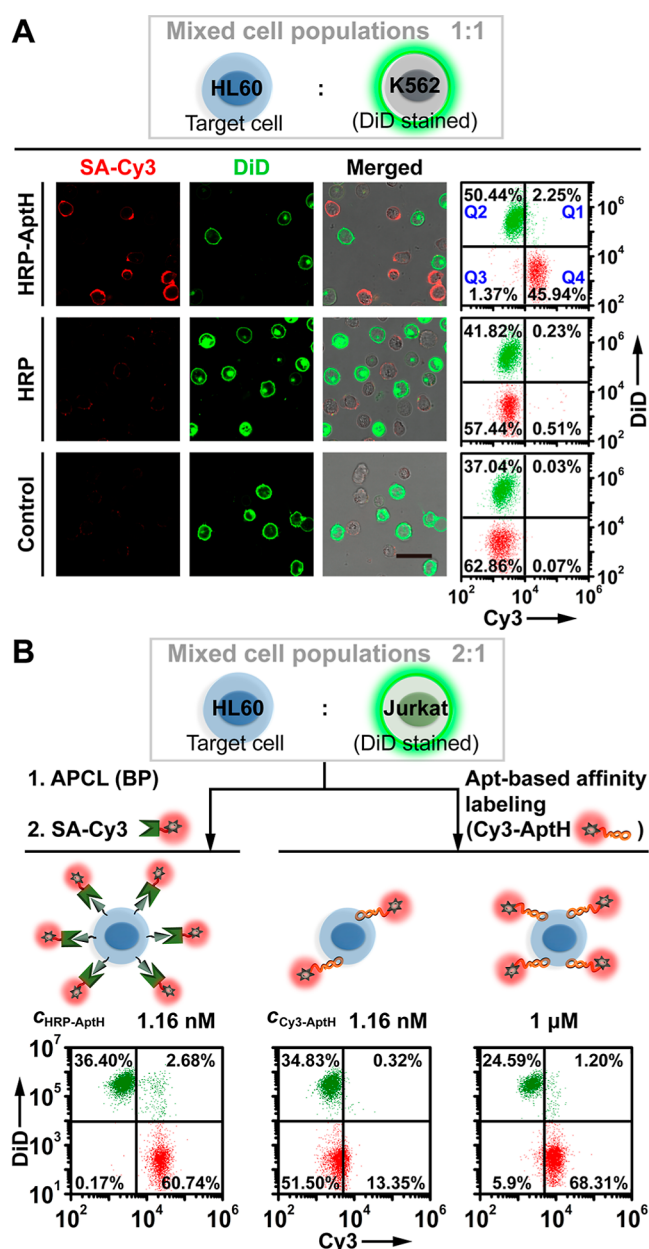 A
Mixed cell populations 1:1
HL60
:
K562
Target cell
(DiD stained)
SA-Cy3
DiD
Merged
HRP-AptH
50.44%
2.25%
10⁶
Q2
Q1
10⁴
Q3
Q4
1.37%
45.94%
10²
HRP
41.82%
0.23%
10⁶
10⁴
57.44%
0.51%
10²
DiD
Control
37.04%
0.03%
10⁶
10⁴
62.86%
0.07%
10²
10²
10⁴
10⁶
Cy3
B
Mixed cell populations 2:1
HL60
:
Jurkat
Target cell
(DiD stained)
1. APCL (BP)
2. SA-Cy3
Apt-based affinity
labeling
(Cy3-AptH
)
cHRP-AptH 1.16 nM
cCy3-AptH 1.16 nM
1 µM
10⁷
10⁵
10³
10¹
DiD
36.40%
2.68%
0.17%
60.74%
34.83%
0.32%
51.50%
13.35%
24.59%
1.20%
5.9%
68.31%
10²
10⁴
10⁶
10²
10⁴
10⁶
10²
10⁴
10⁶
Cy3